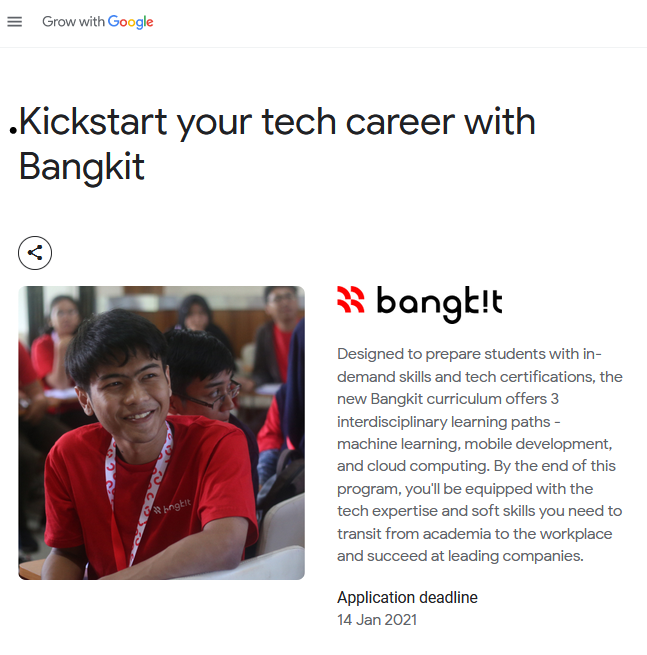 Grow with Google
.Kickstart your tech career with
Bangkit
bangk!t
bangk!t
Designed to prepare students with in-
demand skills and tech certifications, the
new Bangkit curriculum offers 3
interdisciplinary learning paths -
machine learning, mobile development,
and cloud computing. By the end of this
program, you'll be equipped with the
tech expertise and soft skills you need to
transit from academia to the workplace
and succeed at leading companies.
Application deadline
14 Jan 2021